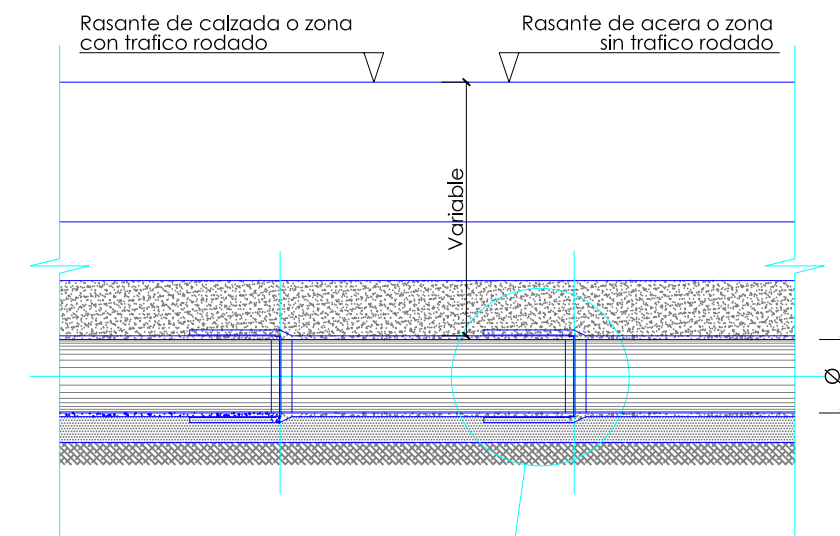 Rasante de calzada o zona
con trafico rodado
Rasante de acera o zona
sin trafico rodado
Variable
Ø